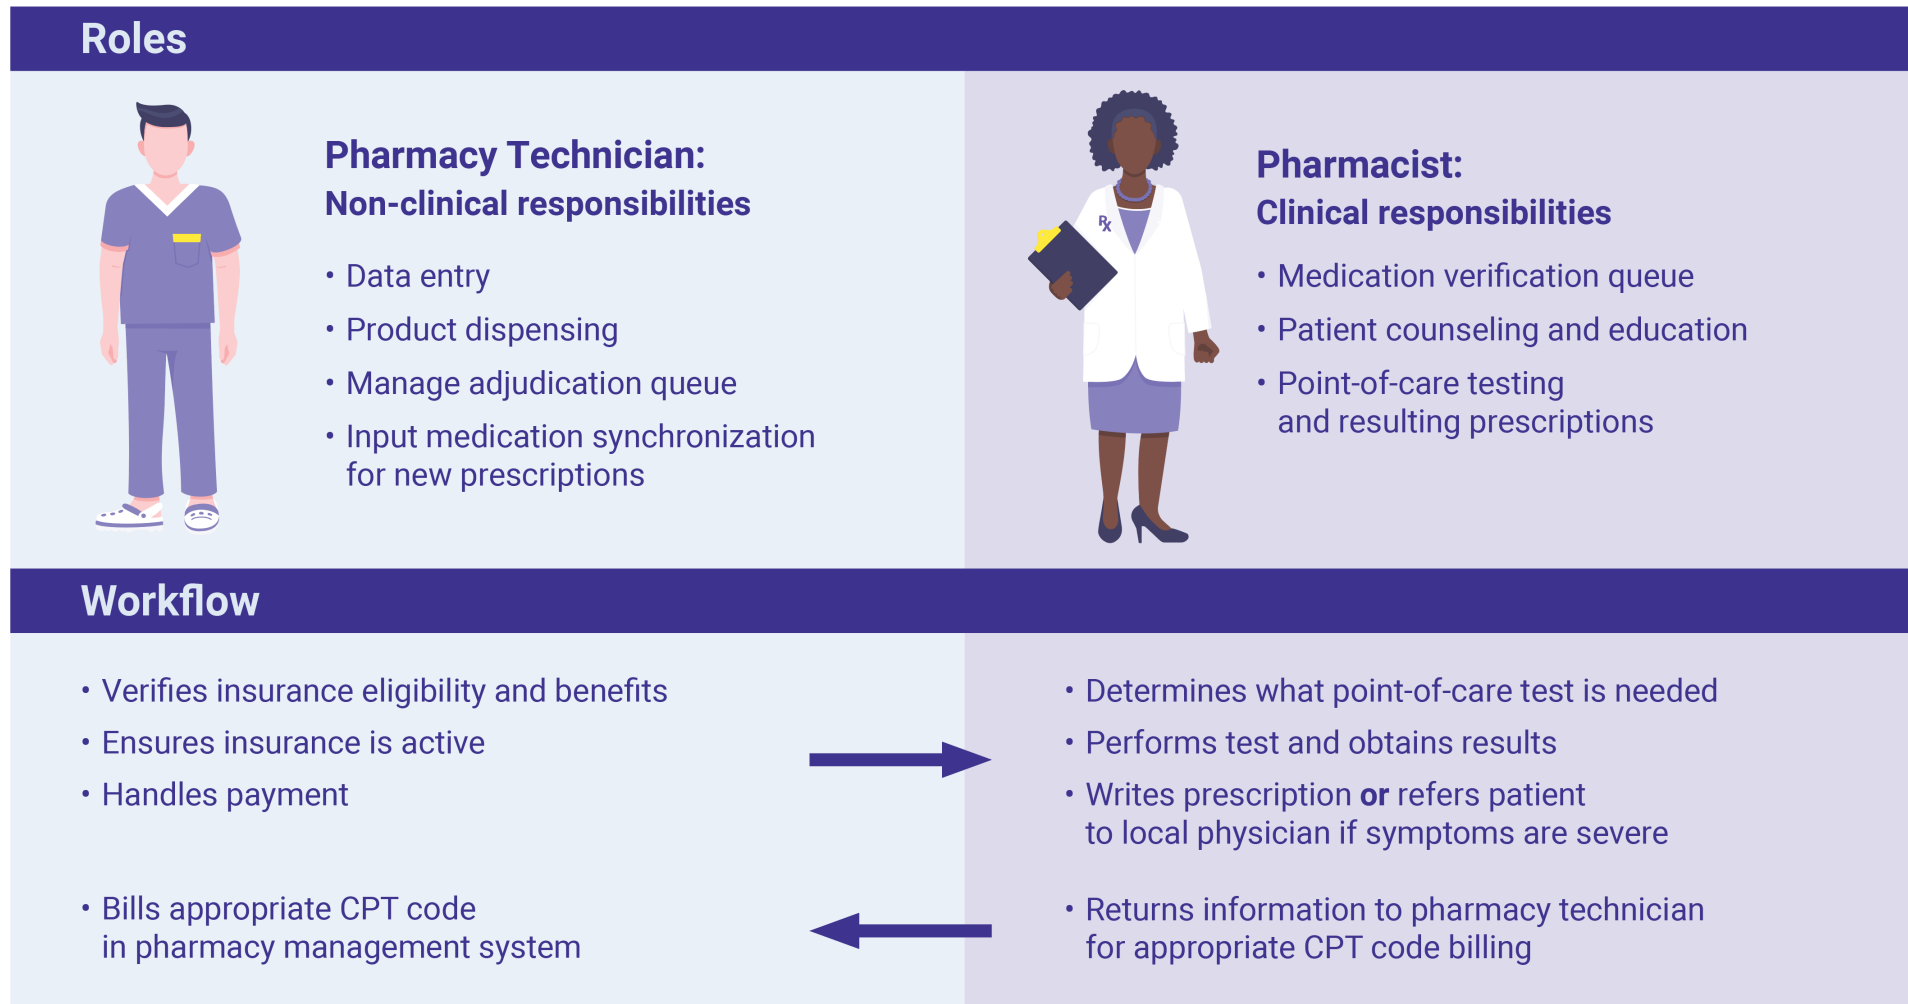 Roles
Pharmacy Technician:
Non-clinical responsibilities
• Data entry
• Product dispensing
• Manage adjudication queue
• Input medication synchronization
for new prescriptions
Rx
Pharmacist:
Clinical responsibilities
• Medication verification queue
• Patient counseling and education
• Point-of-care testing
and resulting prescriptions
Workflow
• Verifies insurance eligibility and benefits
• Ensures insurance is active
• Handles payment
• Determines what point-of-care test is needed
• Performs test and obtains results
• Writes prescription or refers patient
to local physician if symptoms are severe
• Returns information to pharmacy technician
for appropriate CPT code billing
• Bills appropriate CPT code
in pharmacy management system